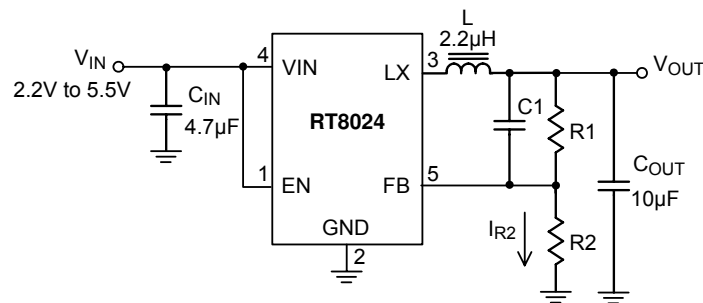 L
2.2µH
VIN
4
VIN
LX
3
VOUT
2.2V to 5.5V
CIN
4.7µF
RT8024
C1
R1
1
EN
FB
5
COUT
10µF
GND
2
IR2
R2